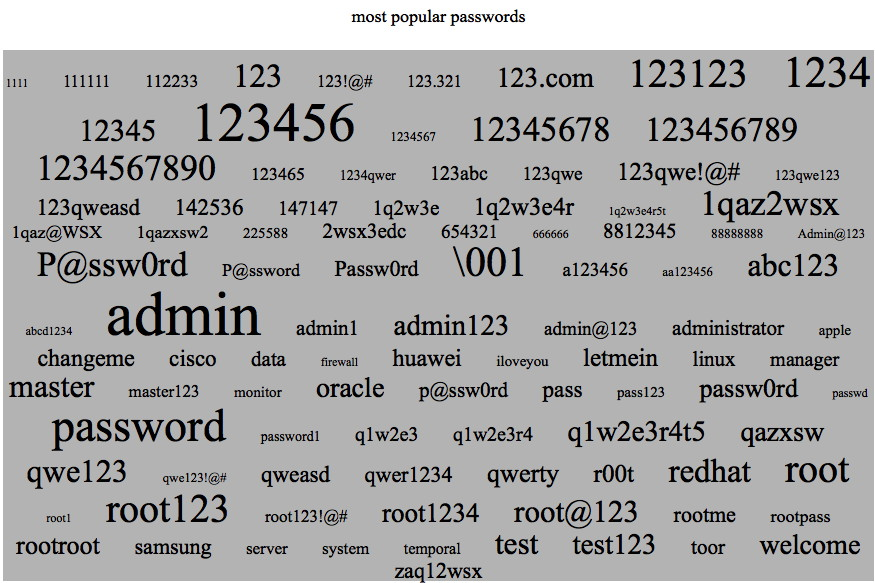 most popular passwords
1111 111111 112233 123 123!@# 123.321 123.com 123123 1234
12345 123456 1234567 12345678 123456789
1234567890 123465 1234qwer 123abc 123qwe 123qwe!@# 123qwe123
123qweasd 142536 147147 1q2w3e 1q2w3e4r 1q2w3e4r5t 1qaz2wsx
1qaz@WSX 1qazxsw2 225588 2wsx3edc 654321 666666 8812345 88888888 Admin@123
P@ssw0rd P@ssword Passw0rd \001 a123456 aa123456 abc123
abcd1234 admin admin1 admin123 admin@123 administrator apple
changeme cisco data firewall huawei iloveyou letmein linux manager
master master123 monitor oracle p@ssw0rd pass pass123 passw0rd passwd
password password1 q1w2e3 q1w2e3r4 q1w2e3r4t5 qazxsw
qwe123 qwe123!@# qweasd qwer1234 qwerty r00t redhat root
root1 root123 root123!@# root1234 root@123 rootme rootpass
rootroot samsung server system temporal test test123 toor welcome
zaq12wsx